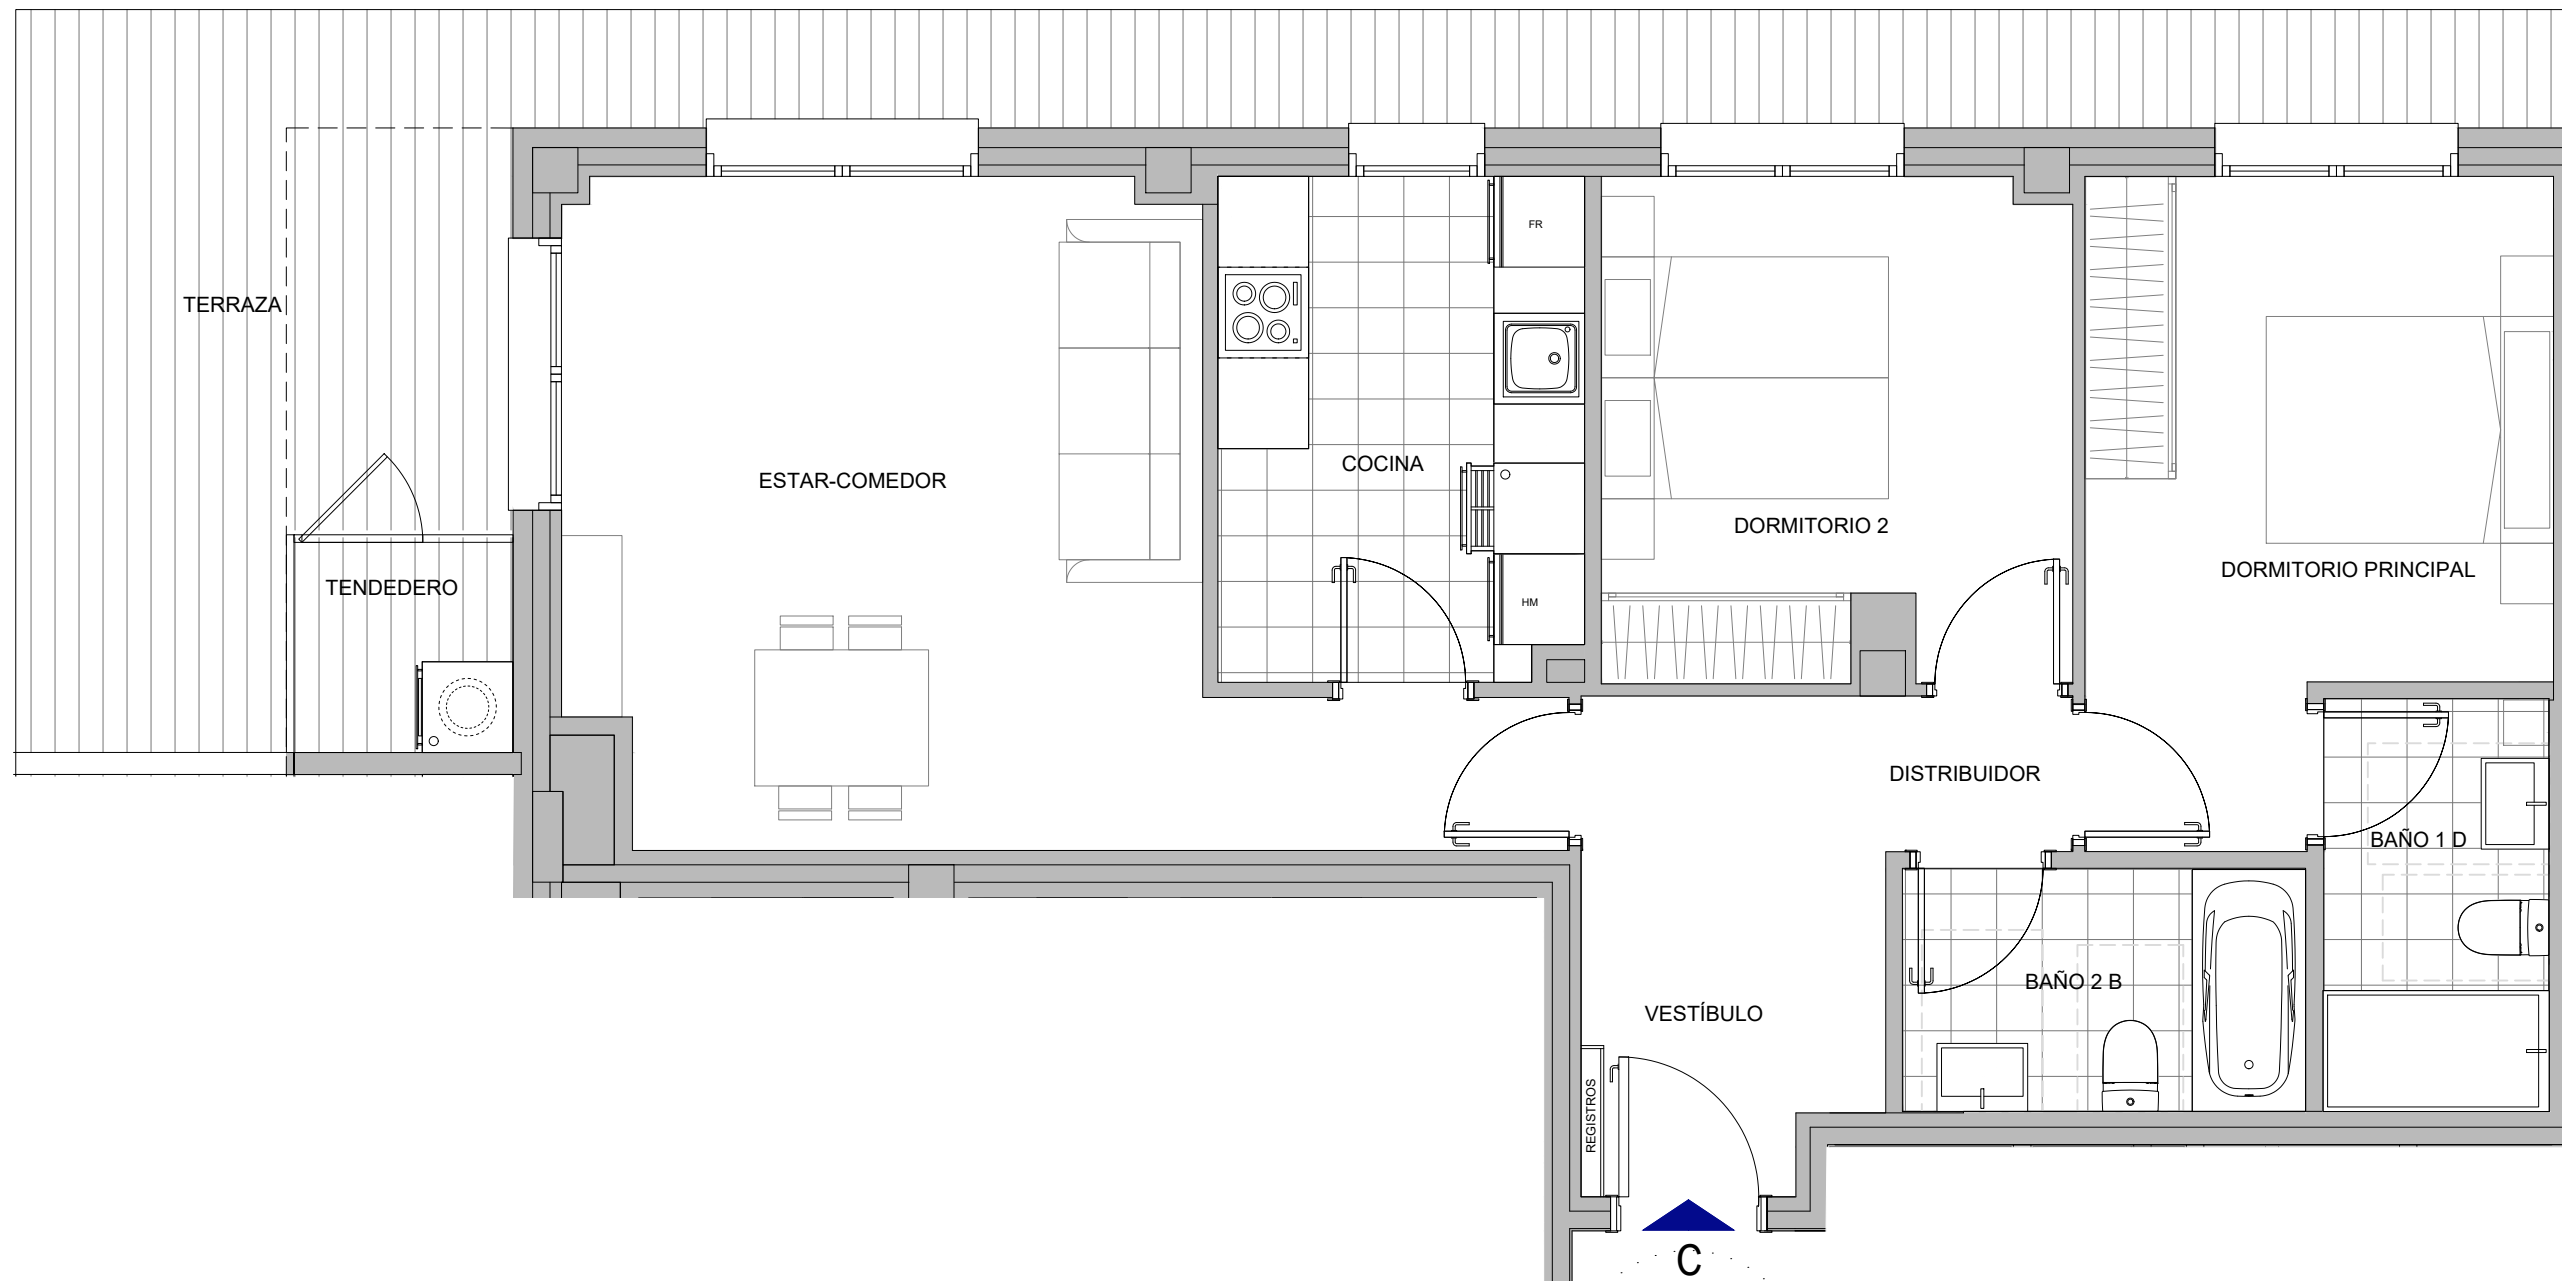 FR
TERRAZA
COCINA
ESTAR-COMEDOR
DORMITORIO 2
DORMITORIO PRINCIPAL
TENDEDERO
HM
DISTRIBUIDOR
BAÑO 1 D
BAÑO 2 B
VESTÍBULO
REGISTROS
C